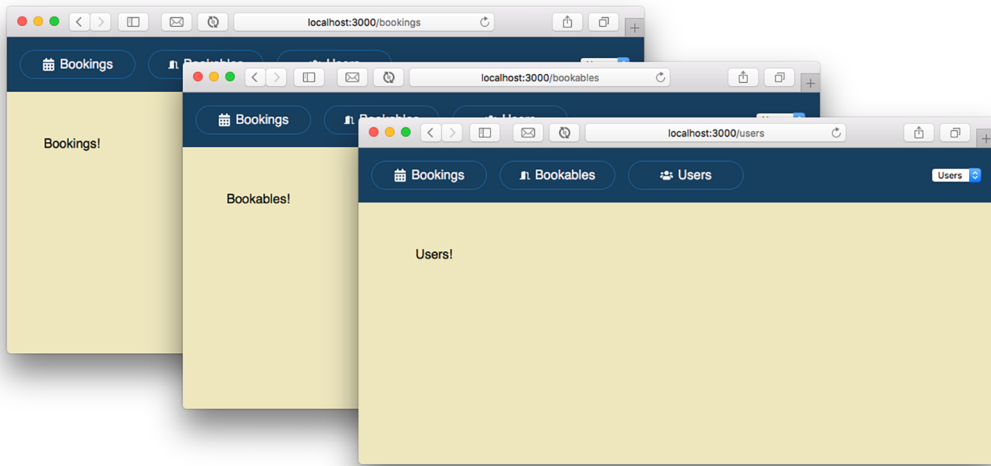 localhost:3000/bookings
Bookings
localhost:3000/bookables
Bookings! Bookings
localhost:3000/users
Bookables! Bookings Bookables Users Users
Users!